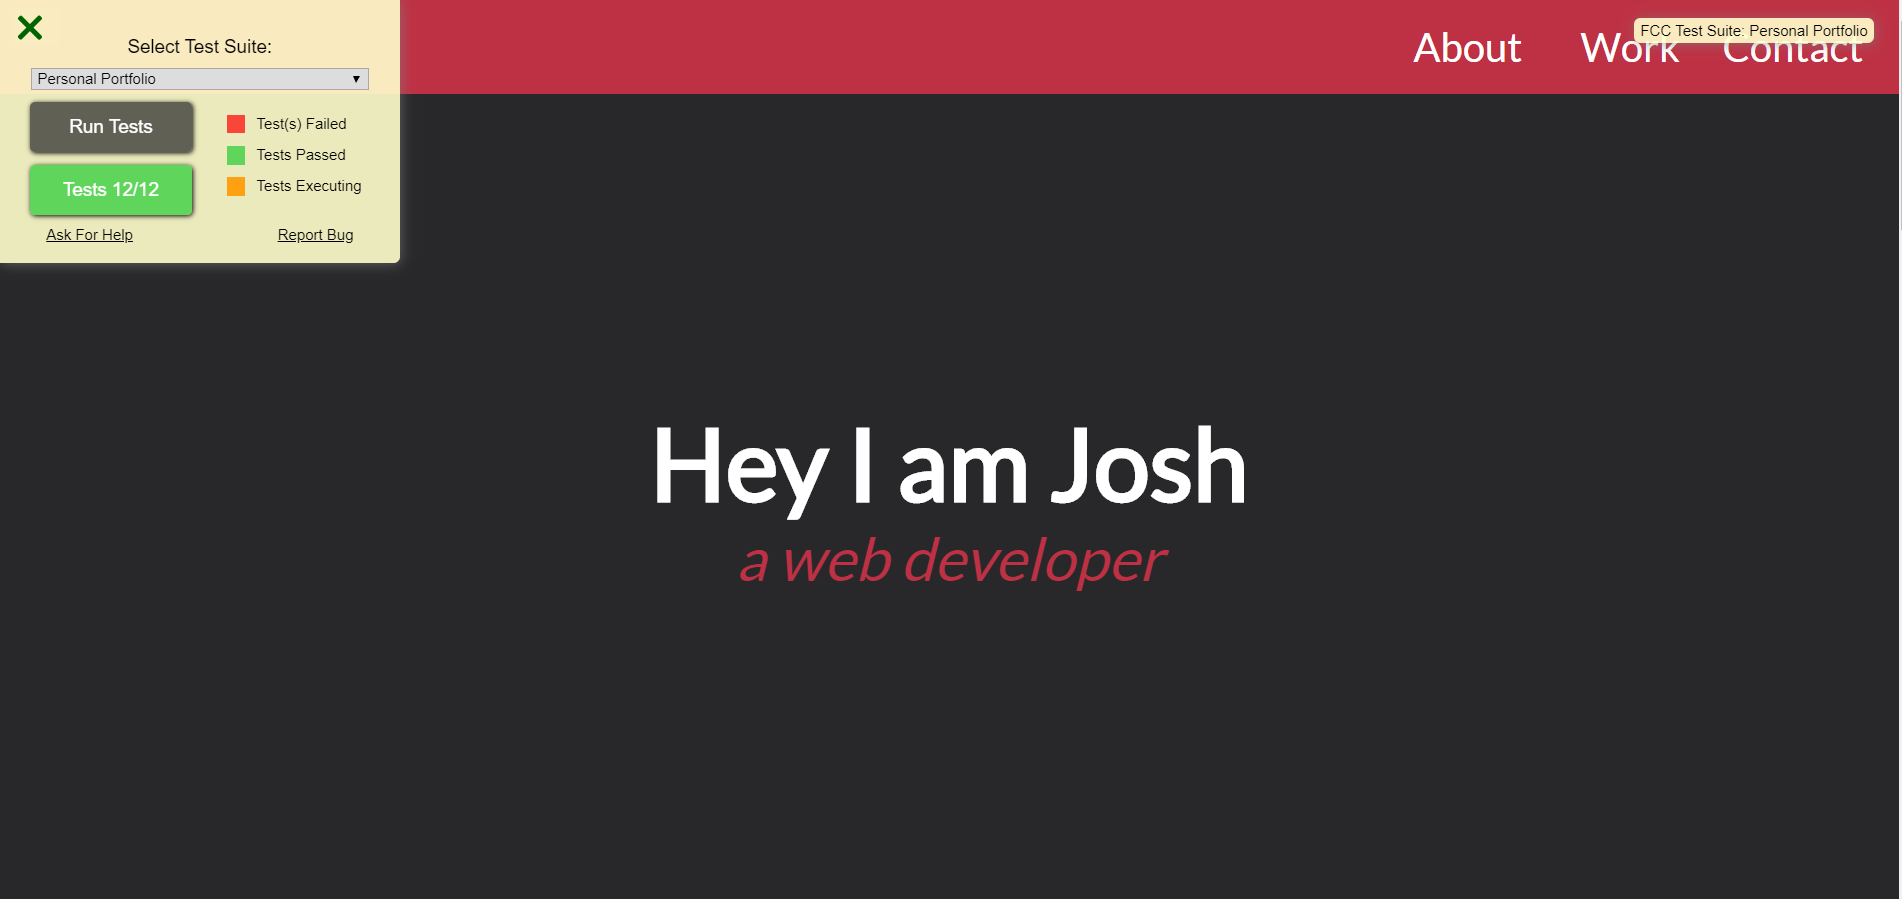 Select Test Suite:
Personal Portfolio
Run Tests
Tests 12/12
Test(s) Failed
Tests Passed
Tests Executing
Ask For Help
Report Bug
About Work Contact
FCC Test Suite: Personal Portfolio
Hey I am Josh
a web developer